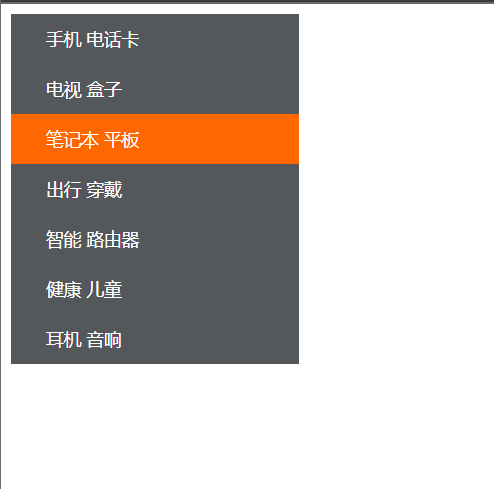 手机 电话卡
电视 盒子
笔记本 平板
出行 穿戴
智能 路由器
健康 儿童
耳机 音响